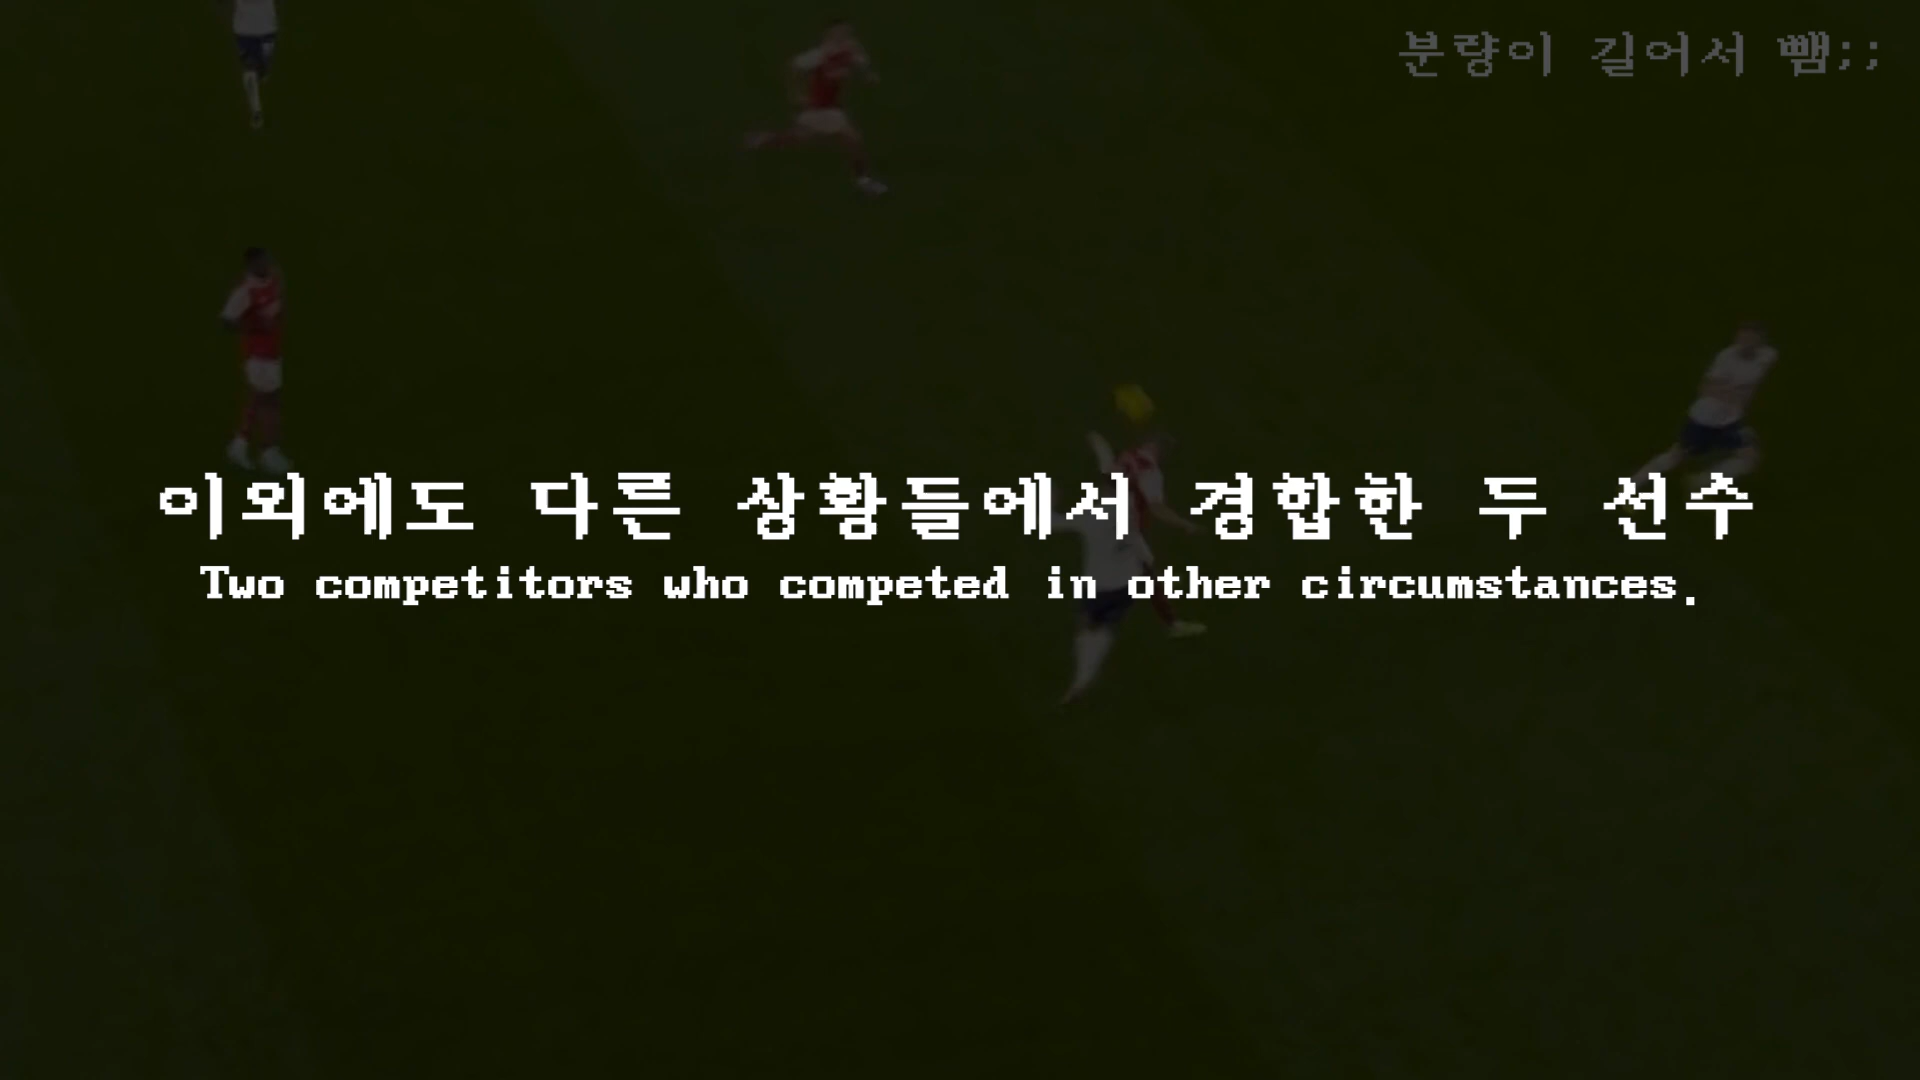 분량이 길어서 뺌;;
이외에도 다른 상황들에서 경합한 두 선수
Two competitors who competed in other circumstances.